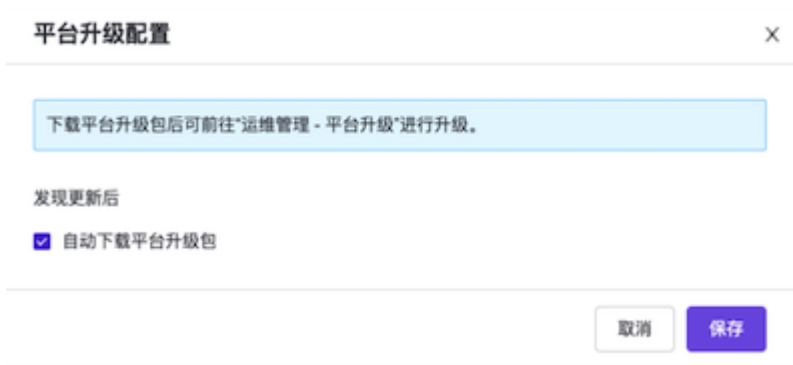 平台升级配置
下载平台升级包后可前往“运维管理 - 平台升级”进行升级。
发现更新后
自动下载平台升级包
取消
保存